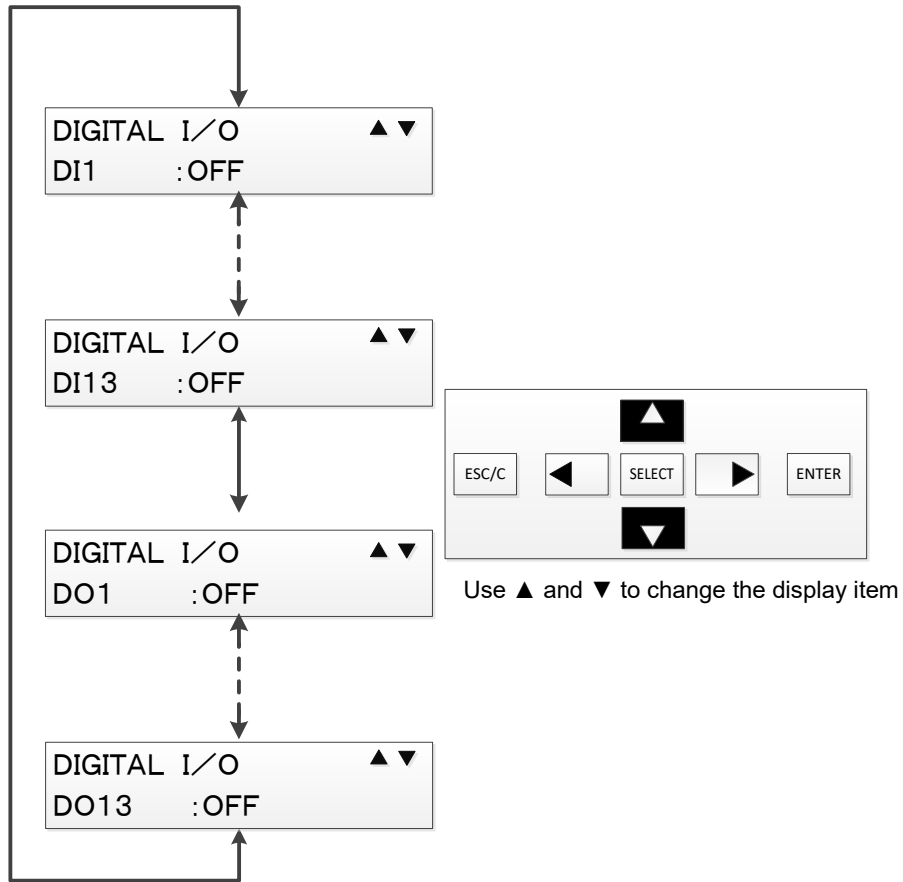 DIGITAL I／O ▲ ▼
DI1 :OFF
DIGITAL I／O ▲ ▼
DI13 :OFF
ESC/C ◀ ▲ SELECT ▼ ▶ ENTER
Use ▲ and ▼ to change the display item
DIGITAL I／O ▲ ▼
DO1 :OFF
DIGITAL I／O ▲ ▼
DO13 :OFF